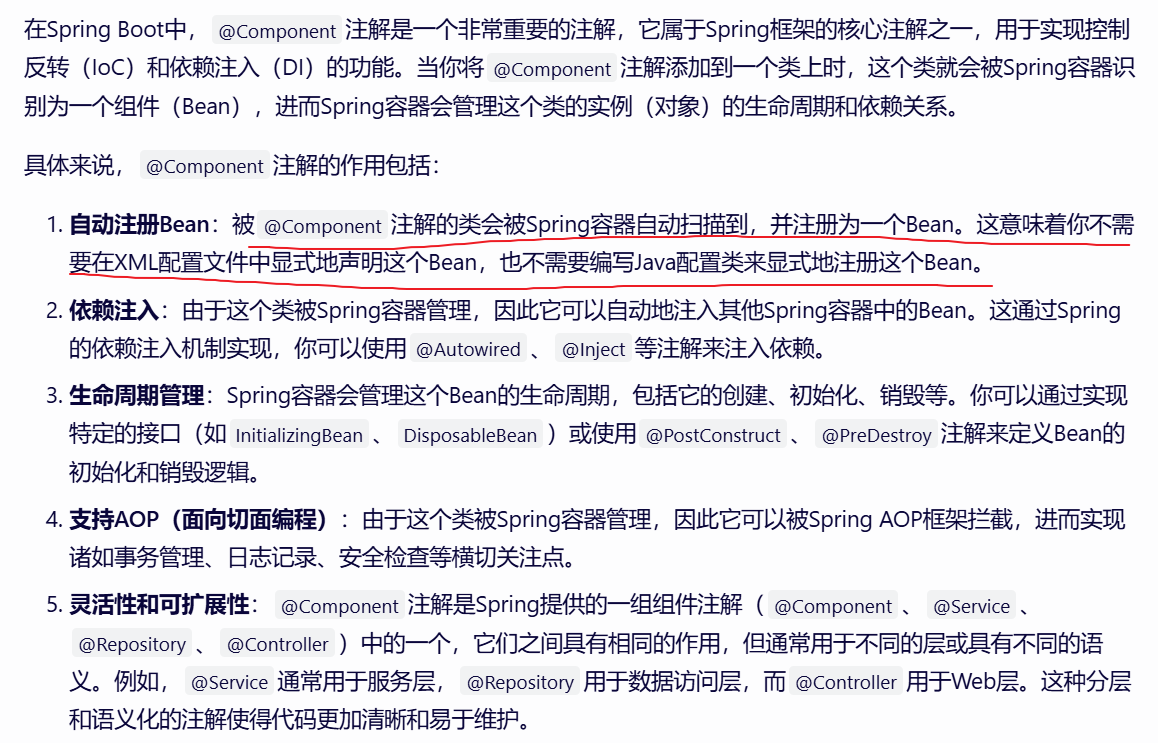 在Spring Boot中， @Component 注解是一个非常重要的注解，它属于Spring框架的核心注解之一，用于实现控制
反转（IoC）和依赖注入（DI）的功能。当你将 @Component 注解添加到一个类上时，这个类就会被Spring容器识
别为一个组件（Bean），进而Spring容器会管理这个类的实例（对象）的生命周期和依赖关系。
具体来说， @Component 注解的作用包括：
1. 自动注册Bean：被 @Component 注解的类会被Spring容器自动扫描到，并注册为一个Bean。这意味着你不需
要在XML配置文件中显式地声明这个Bean，也不需要编写Java配置类来显式地注册这个Bean。
2. 依赖注入：由于这个类被Spring容器管理，因此它可以自动地注入其他Spring容器中的Bean。这通过Spring
的依赖注入机制实现，你可以使用 @Autowired 、 @Inject 等注解来注入依赖。
3. 生命周期管理：Spring容器会管理这个Bean的生命周期，包括它的创建、初始化、销毁等。你可以通过实现
特定的接口（如 InitializingBean 、 DisposableBean ）或使用 @PostConstruct 、 @PreDestroy 注解来定义Bean的
初始化和销毁逻辑。
4. 支持AOP（面向切面编程）：由于这个类被Spring容器管理，因此它可以被Spring AOP框架拦截，进而实现
诸如事务管理、日志记录、安全检查等横切关注点。
5. 灵活性和可扩展性： @Component 注解是Spring提供的一组组件注解（ @Component 、 @Service 、
@Repository 、 @Controller ）中的一个，它们之间具有相同的作用，但通常用于不同的层或具有不同的语
义。例如， @Service 通常用于服务层， @Repository 用于数据访问层，而 @Controller 用于Web层。这种分层
和语义化的注解使得代码更加清晰和易于维护。